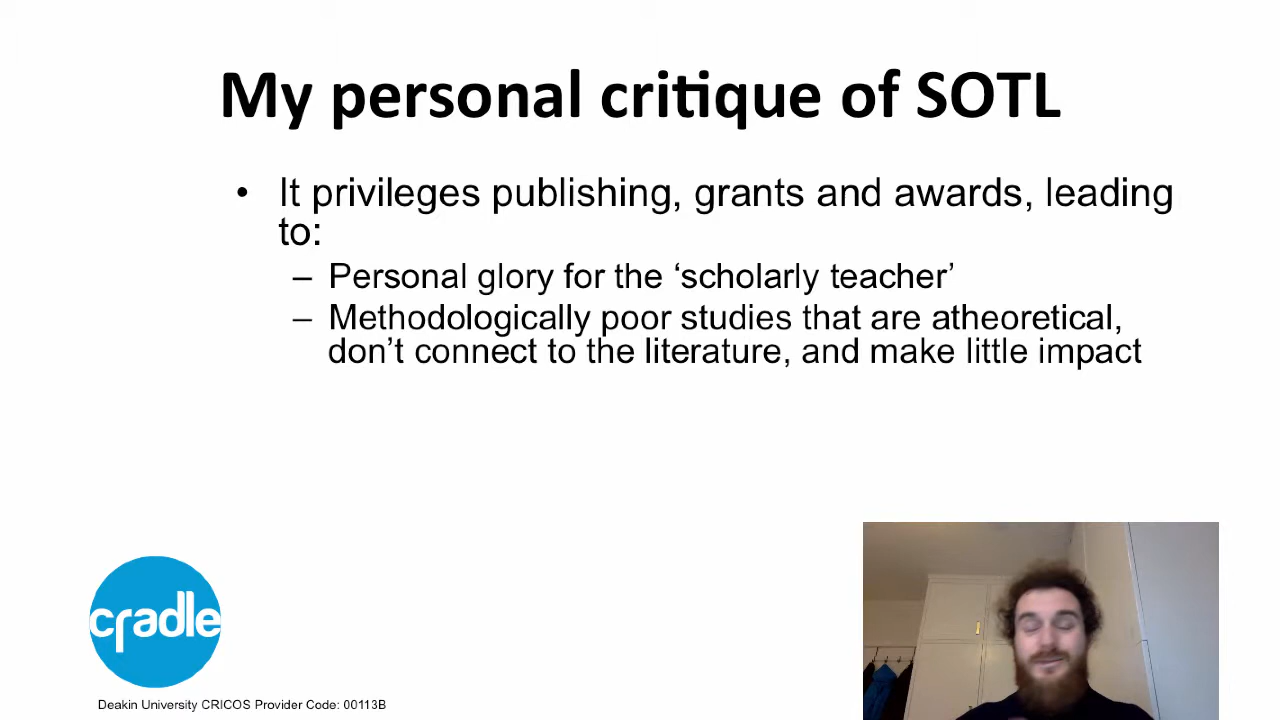 My personal critique of SOTL
• It privileges publishing, grants and awards, leading
to:
– Personal glory for the ‘scholarly teacher’
– Methodologically poor studies that are atheoretical,
don’t connect to the literature, and make little impact
cradle
Deakin University CRICOS Provider Code: 00113B